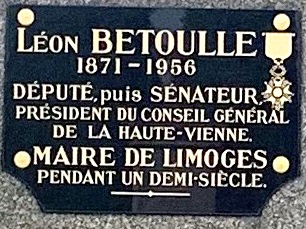 LÉON BETOULLE
1871-1956
DÉPUTÉ, puis SÉNATEUR,
PRÉSIDENT DU CONSEIL GÉNÉRAL
DE LA HAUTE-VIENNE.
MAIRE DE LIMOGES
PENDANT UN DEMI-SIÈCLE.